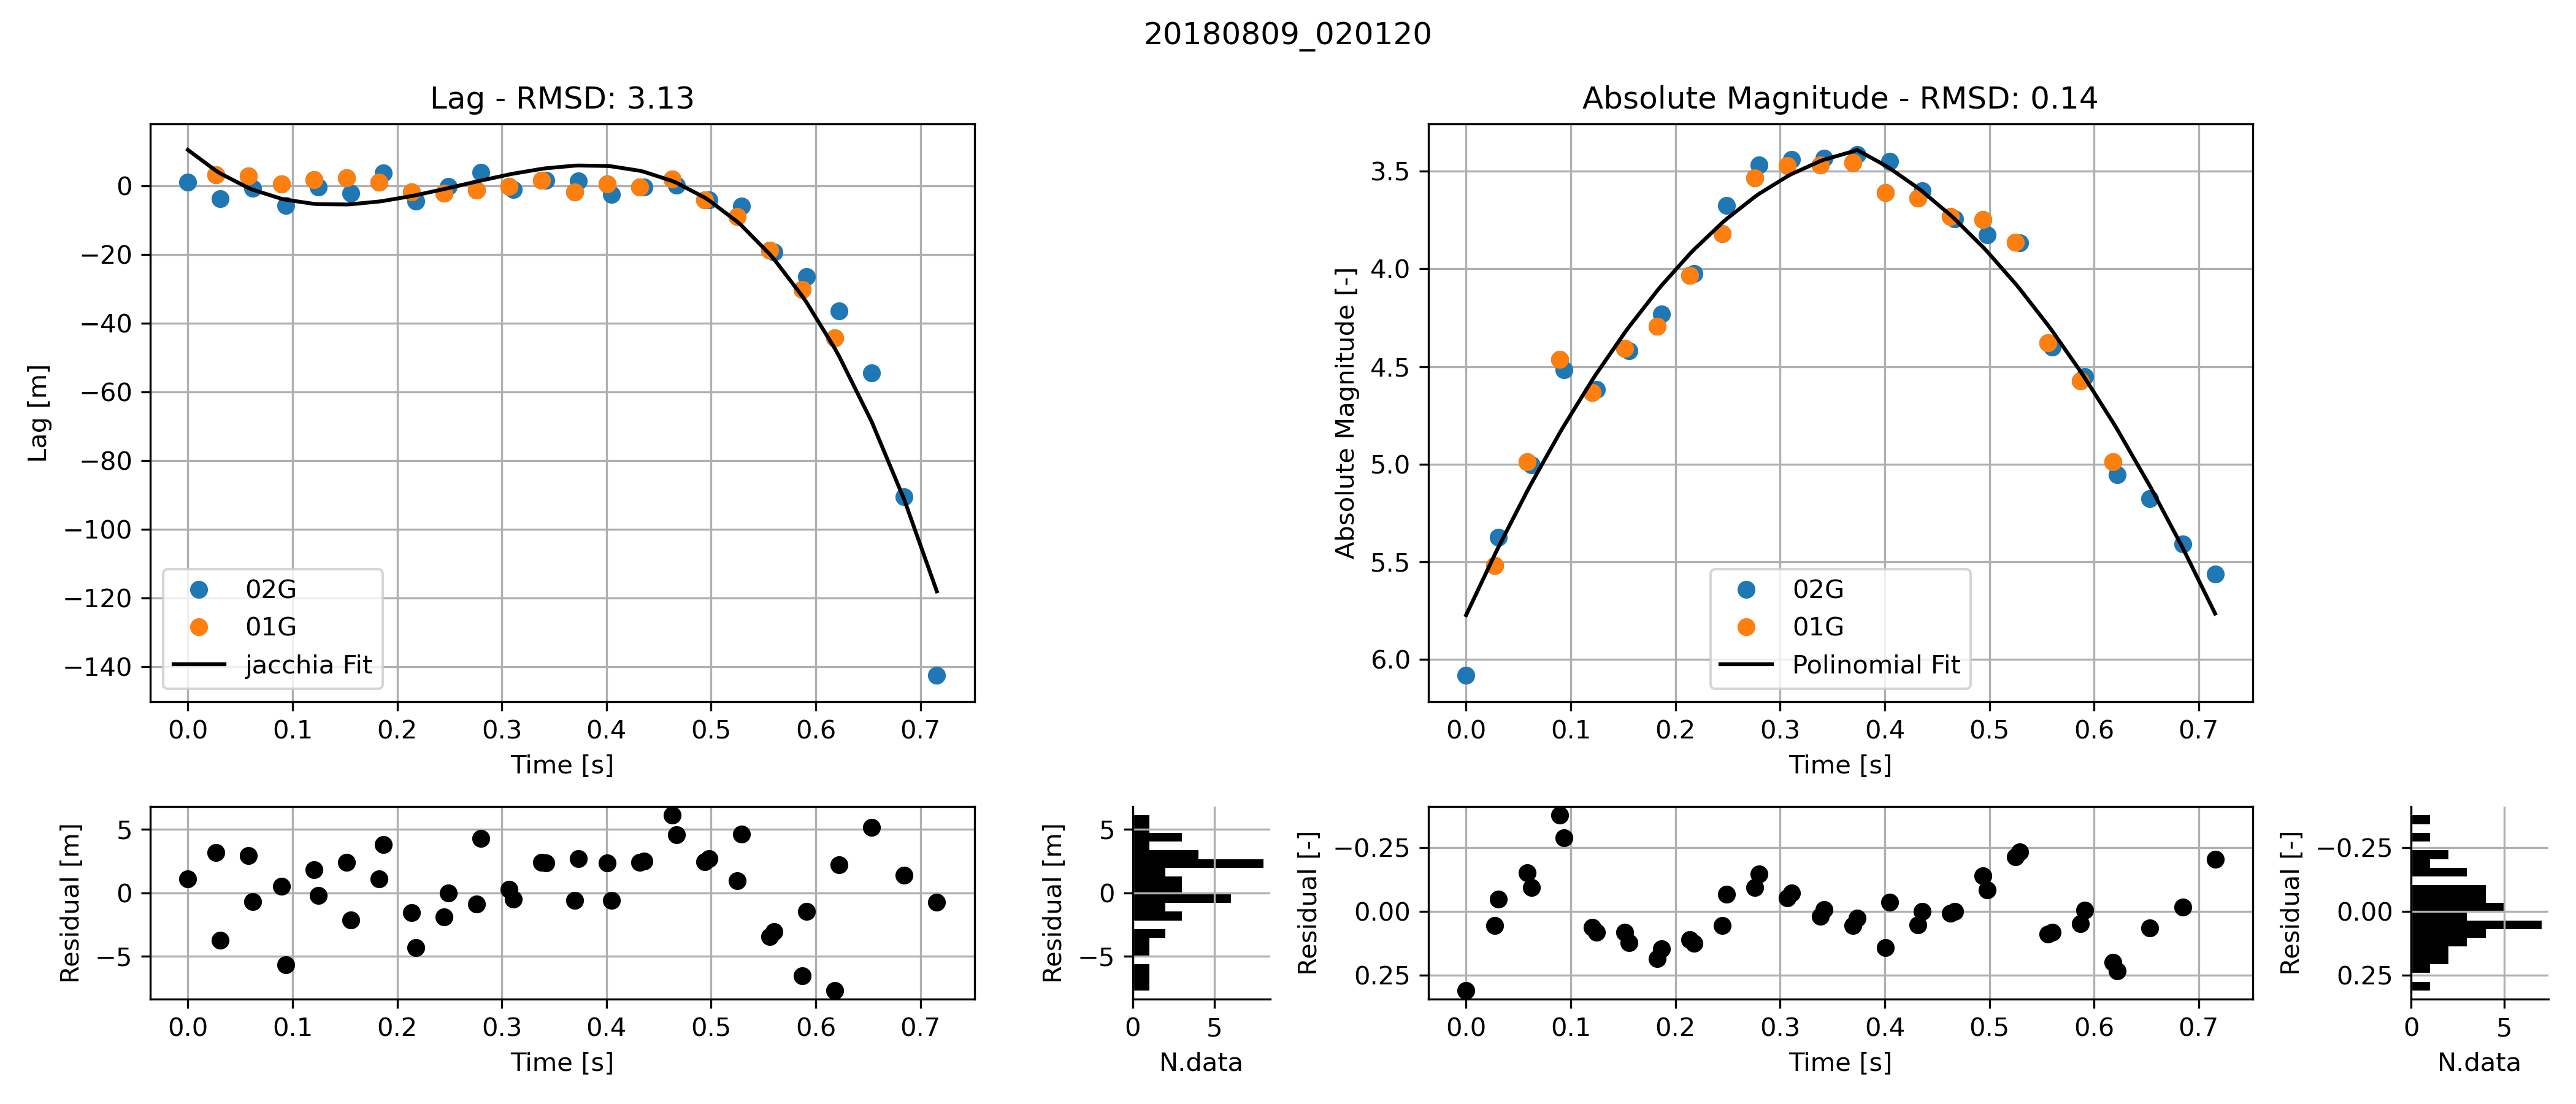 20180809_020120
Lag - RMSD: 3.13
Lag [m]
0
−20
−40
−60
−80
−100
−120
−140
02G
01G
jacchia Fit
0.0 0.1 0.2 0.3 0.4 0.5 0.6 0.7
Time [s]
Absolute Magnitude - RMSD: 0.14
Absolute Magnitude [-]
3.5
4.0
4.5
5.0
5.5
6.0
02G
01G
Polinomial Fit
0.0 0.1 0.2 0.3 0.4 0.5 0.6 0.7
Time [s]
Residual [m]
5
0
−5
0.0 0.1 0.2 0.3 0.4 0.5 0.6 0.7
Time [s]
Residual [m]
5
0
−5
0 5
N.data
Residual [-]
−0.25
0.00
0.25
0.0 0.1 0.2 0.3 0.4 0.5 0.6 0.7
Time [s]
Residual [-]
−0.25
0.00
0.25
0 5
N.data